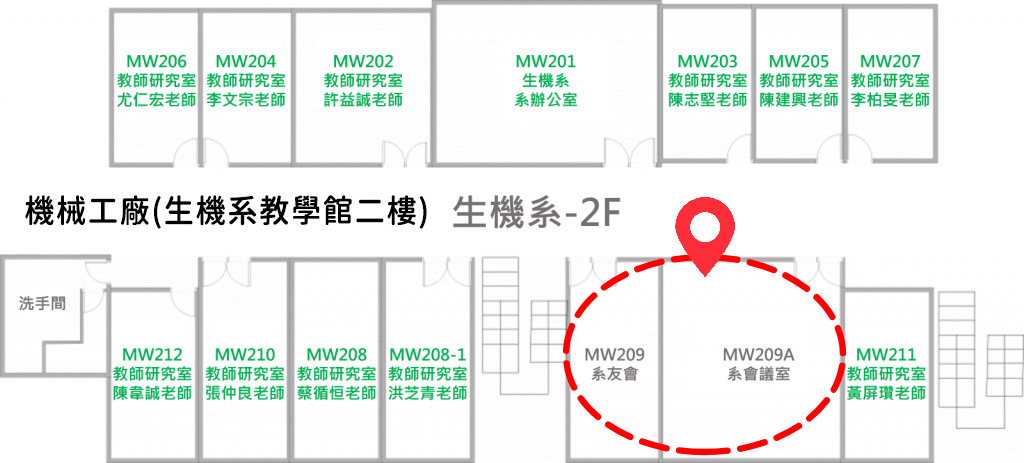 MW206
教師研究室
尤仁宏老師
MW204
教師研究室
李文宗老師
MW202
教師研究室
許益誠老師
MW201
生機系
系辦公室
MW203
教師研究室
陳志堅老師
MW205
教師研究室
陳建興老師
MW207
教師研究室
李柏旻老師
機械工廠(生機系教學館二樓)
生機系-2F
洗手間
MW212
教師研究室
陳韋誠老師
MW210
教師研究室
張仲良老師
MW208
教師研究室
蔡循恒老師
MW208-1
教師研究室
洪芝青老師
MW209
系友會
MW209A
系會議室
MW211
教師研究室
黃屏瓚老師